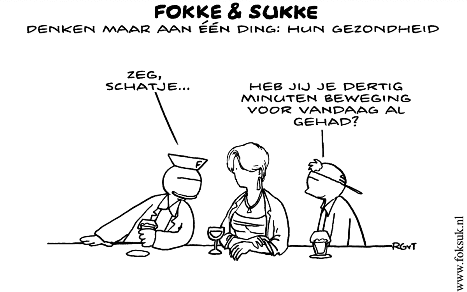 FOKKE & SUKKE
DENKEN MAAR AAN ÉÉN DING: HUN GEZONDHEID
ZEG,
SCHATJE...
HEB JIJ JE DERTIG
MINUTEN BEWEGING
VOOR VANDAAG AL
GEHAD?
F
RGvT
www.foksuk.nl